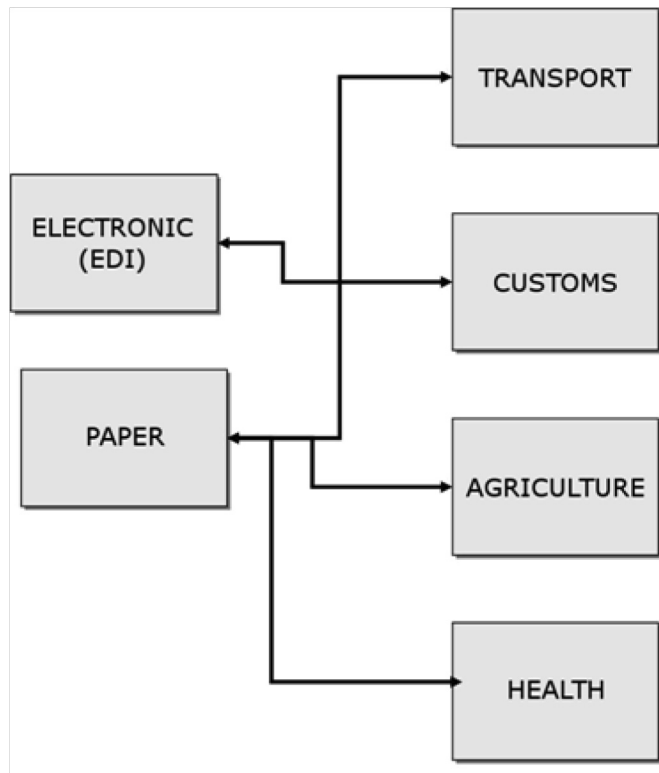 TRANSPORT
ELECTRONIC
(EDI)
CUSTOMS
PAPER
AGRICULTURE
HEALTH